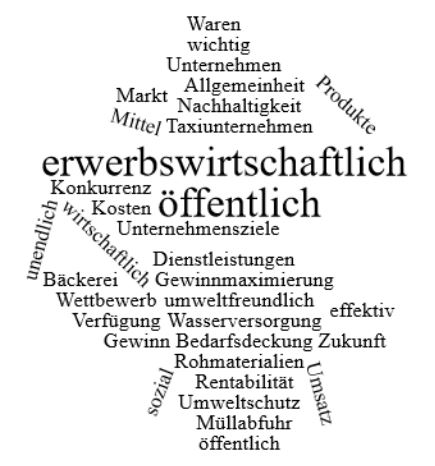 Waren
wichtig
Unternehmen
Allgemeinheit
Produkte
Markt
Nachhaltigkeit
Mittel
Taxiunternehmen
erwerbswirtschaftlich
Konkurrenz
öffentlich
Kosten
unendlich
wirtschaftlich
Unternehmensziele
Dienstleistungen
Bäckerei
Gewinnmaximierung
Wettbewerb
umweltfreundlich
effektiv
Verfügung
Wasserversorgung
Gewinn
Bedarfsdeckung
Zukunft
Rohmaterialien
sozial
Rentabilität
Umsatz
Umweltschutz
Müllabfuhr
öffentlich